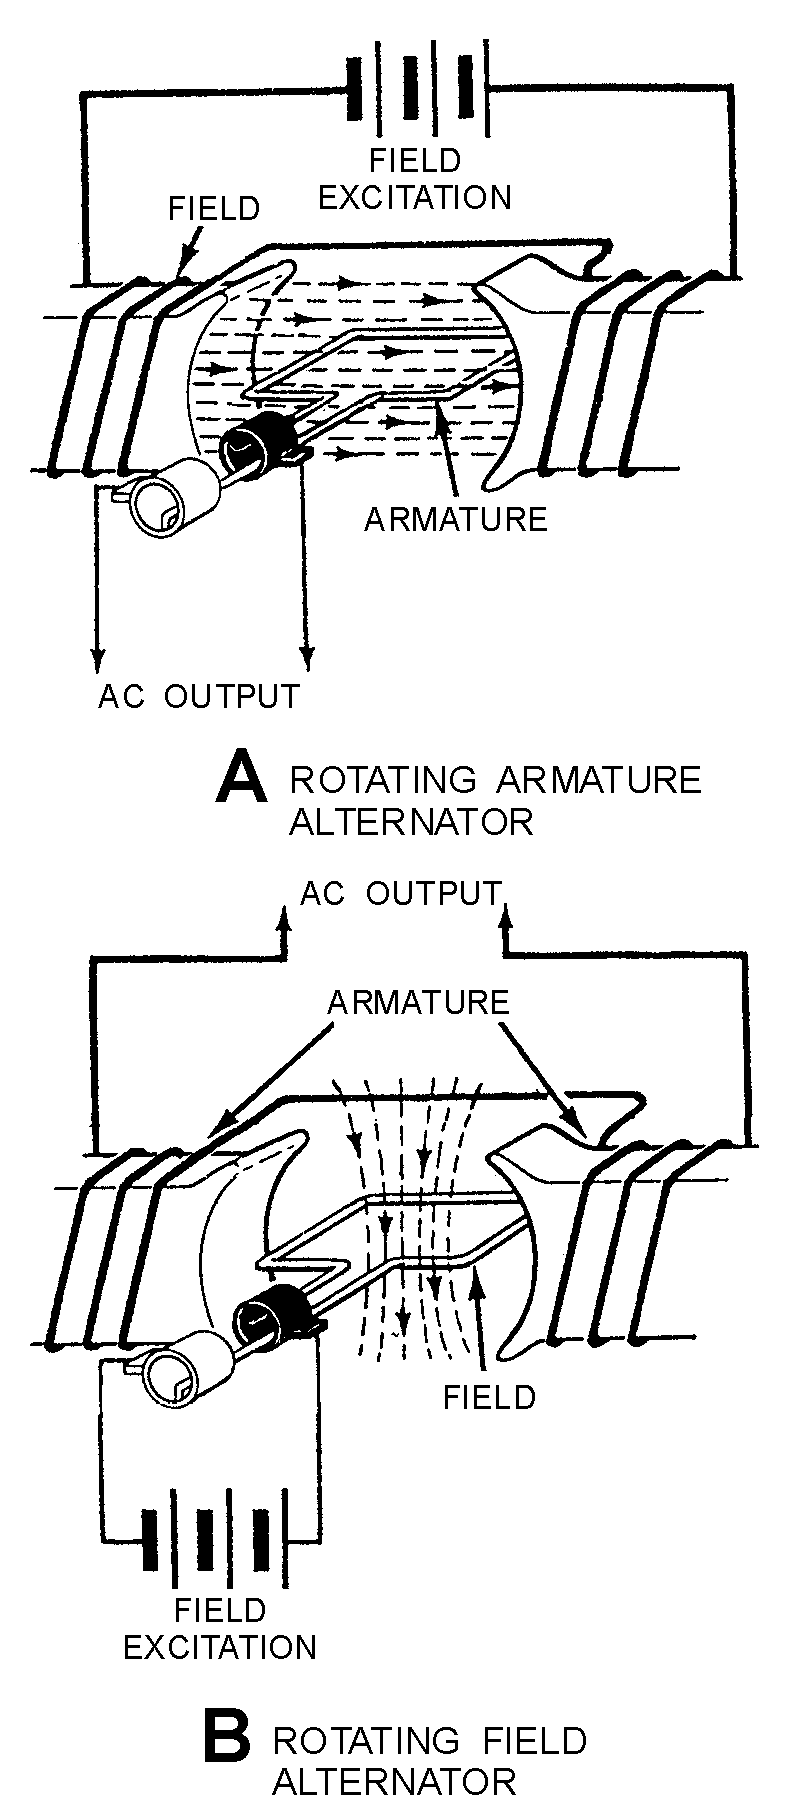 FIELD
EXCITATION
FIELD
ARMATURE
AC OUTPUT
A ROTATING ARMATURE
ALTERNATOR
AC OUTPUT
ARMATURE
FIELD
FIELD
EXCITATION
B ROTATING FIELD
ALTERNATOR